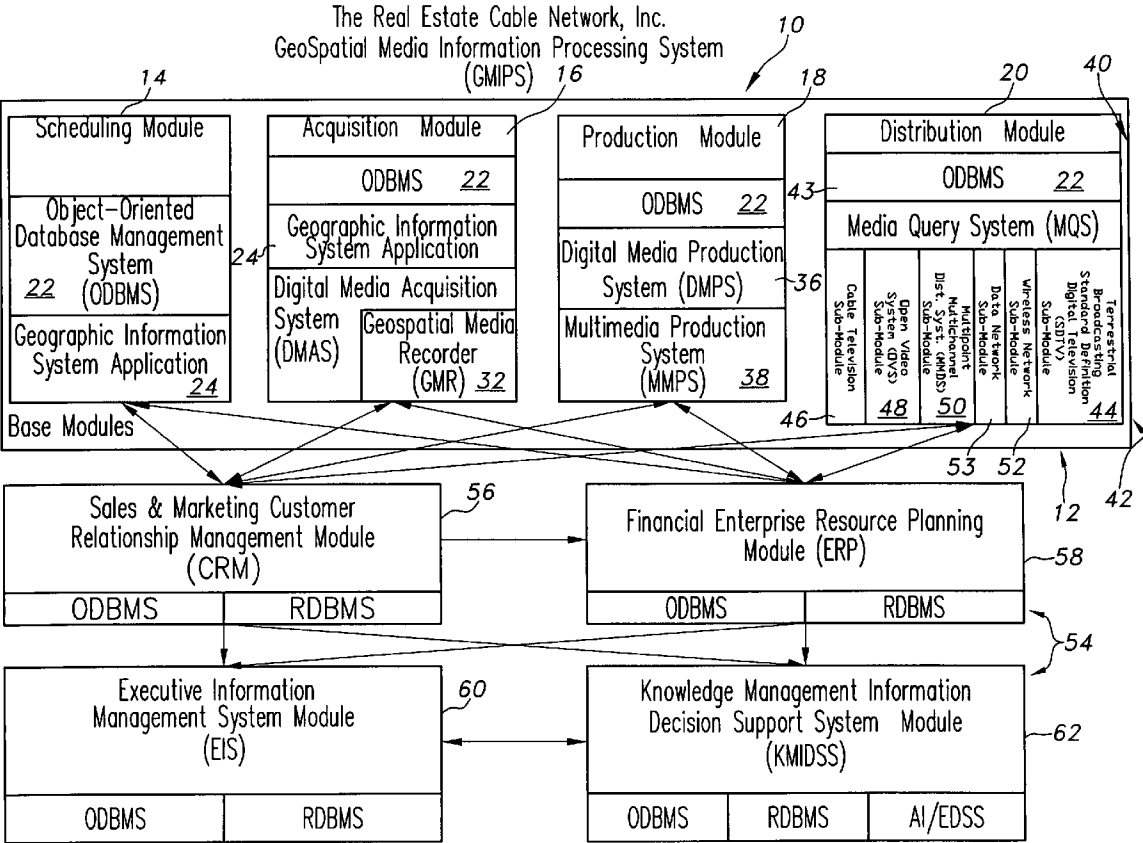 The Real Estate Cable Network, Inc.
GeoSpatial Media Information Processing System
(GMIPS)
10
14
16
18
20
40
Scheduling Module
Object-Oriented
Database Management
System
22 (ODBMS)
Geographic Information
System Application
24
Acquisition Module
ODBMS 22
24
Geographic Information
System Application
Digital Media Acquisition
System
(DMAS)
Geospatial Media
Recorder
(GMR) 32
Production Module
ODBMS 22
Digital Media Production
System (DMPS)
36
Multimedia Production
System
(MMPS) 38
Distribution Module
43
ODBMS 22
Media Query System (MQS)
Cable Television
Sub-Module
46
Open Video
System (OVS)
Sub-Module
48
Multipoint
Multichannel
Dist. Syst. (MMDS)
Sub-Module
50
Data Network
Sub-Module
53
Wireless Network
Sub-Module
52
Terrestrial
Broadcasting
Standard Definition
Digital Television
(SDTV)
Sub-Module
44
Base Modules
12
42
Sales & Marketing Customer
Relationship Management Module
(CRM)
ODBMS RDBMS
56
Financial Enterprise Resource Planning
Module (ERP)
ODBMS RDBMS
58
54
Executive Information
Management System Module
(EIS)
ODBMS RDBMS
60
Knowledge Management Information
Decision Support System Module
(KMIDSS)
ODBMS RDBMS AI/EDSS
62